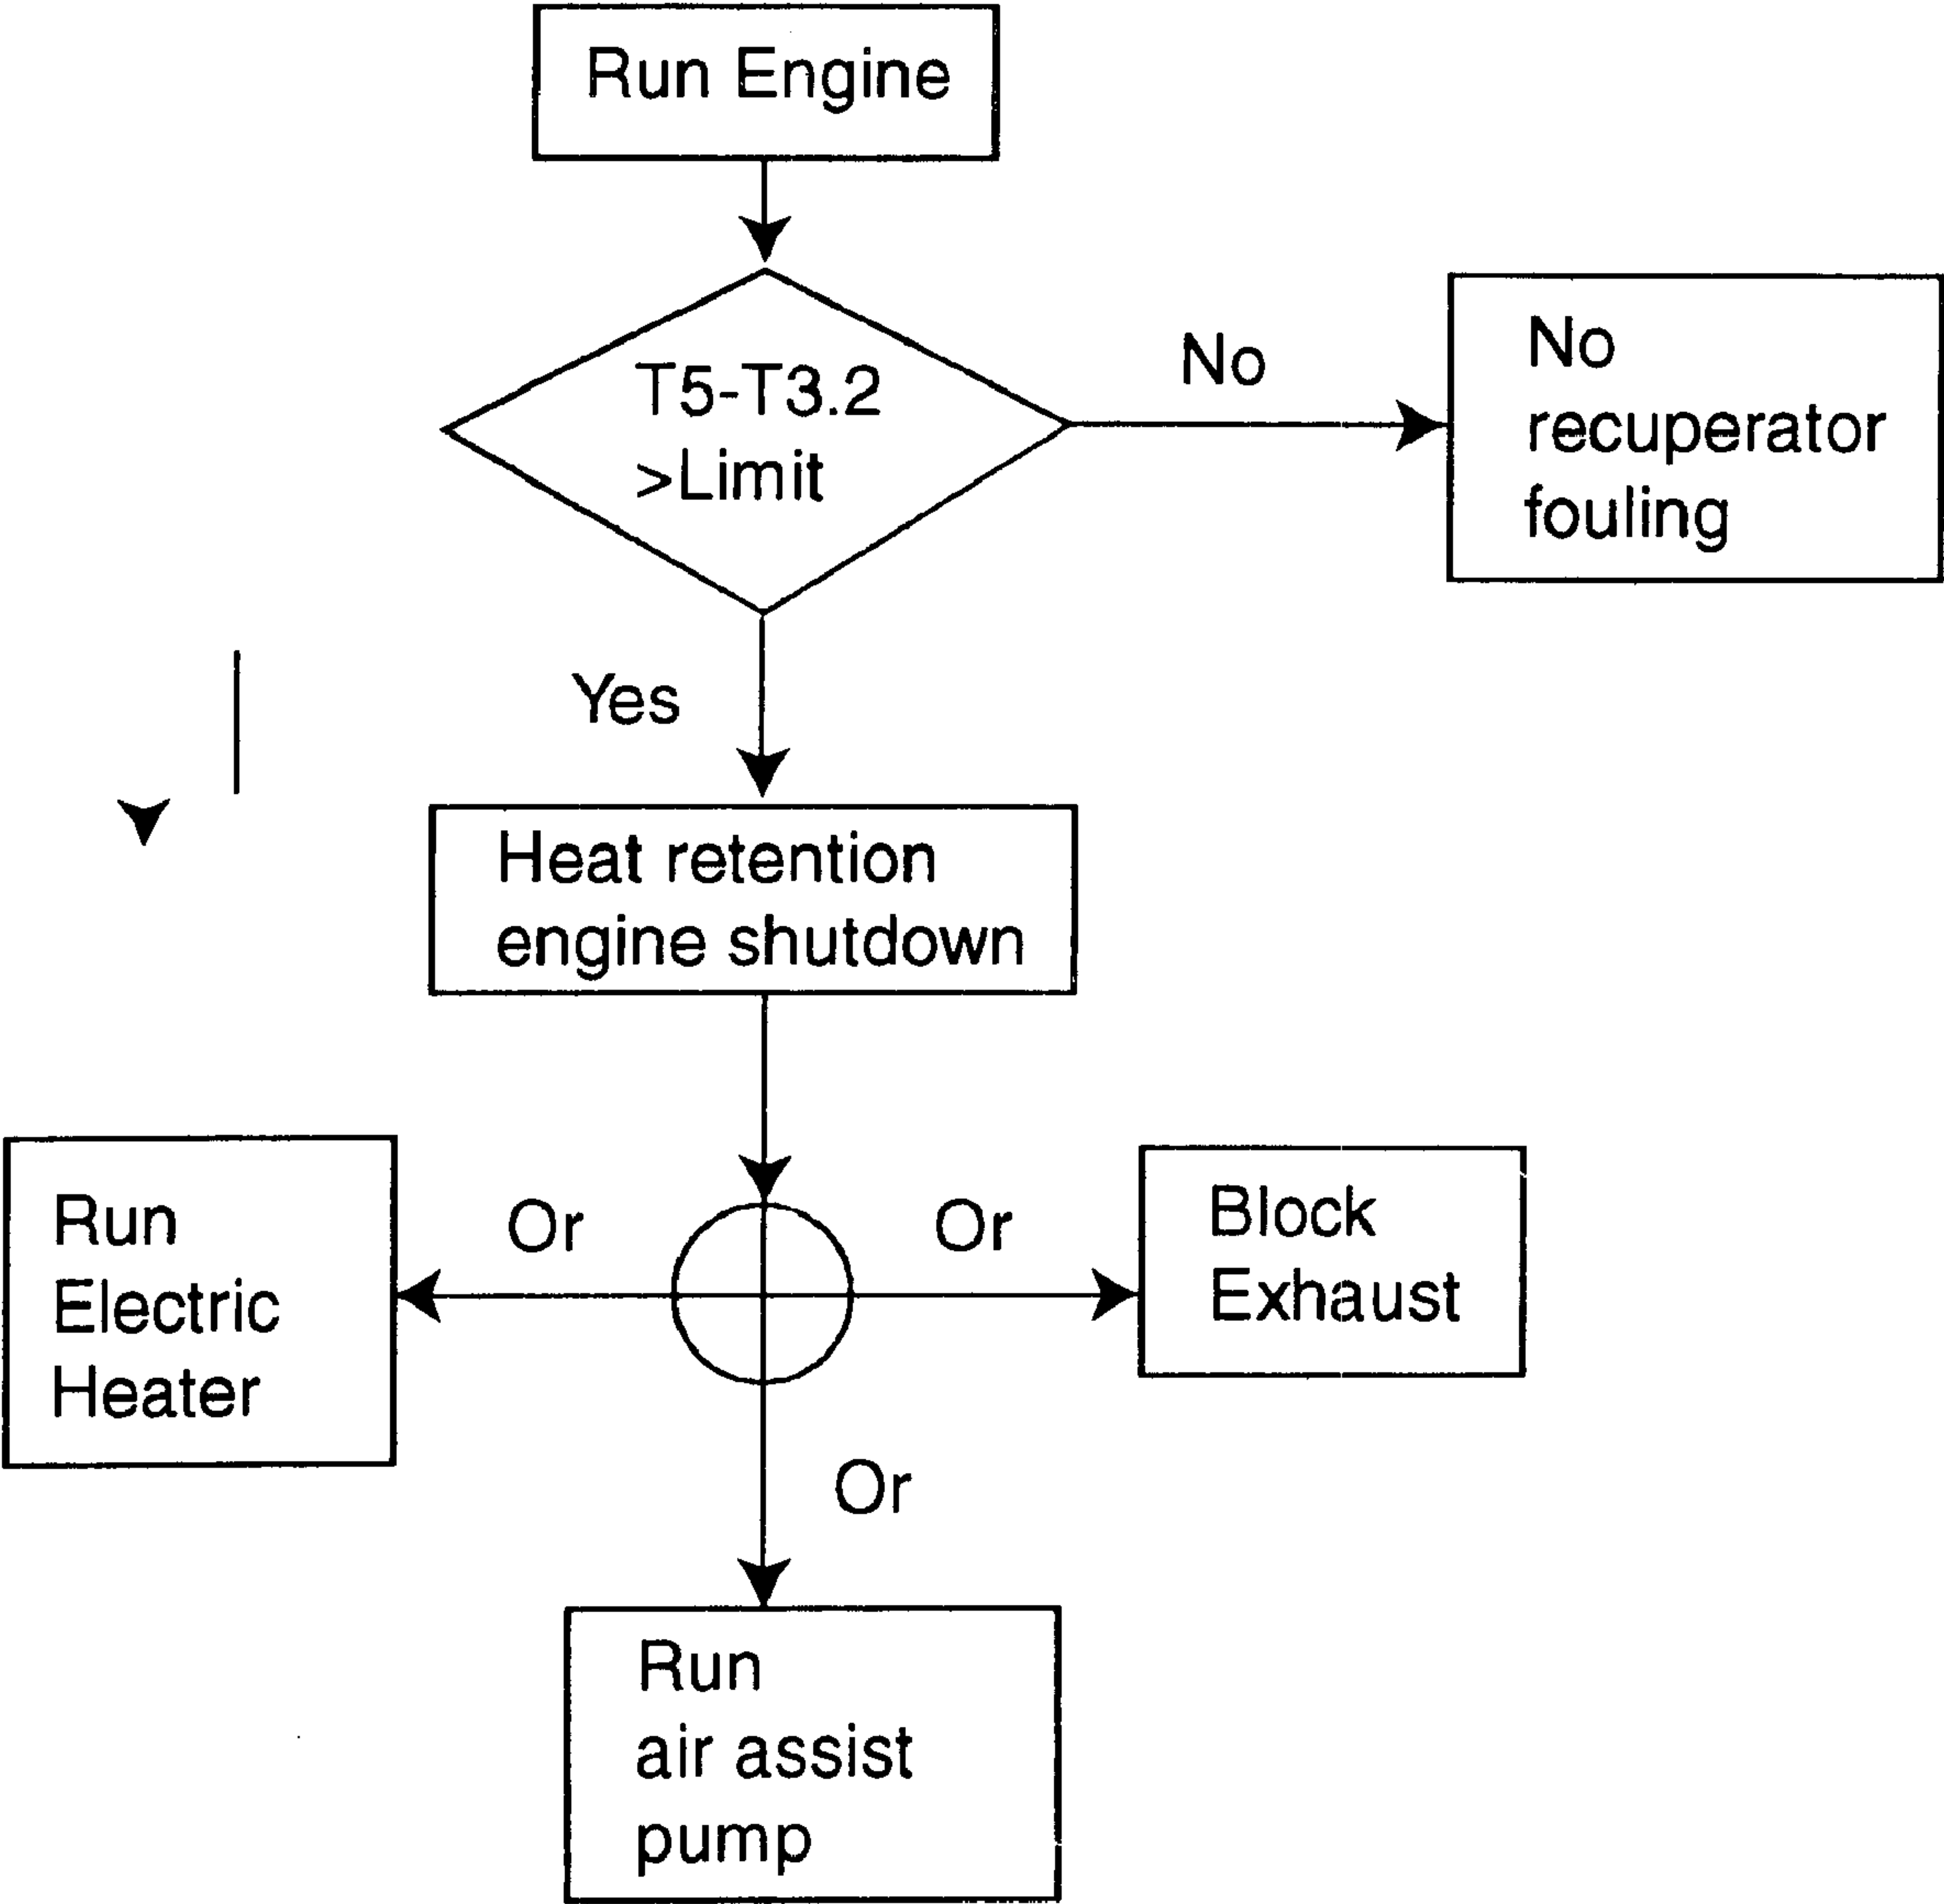 Run Engine
T5-T3.2
>Limit
No
No
recuperator
fouling
Yes
Heat retention
engine shutdown
Run
Electric
Heater
Or
Or
Block
Exhaust
Or
Run
air assist
pump